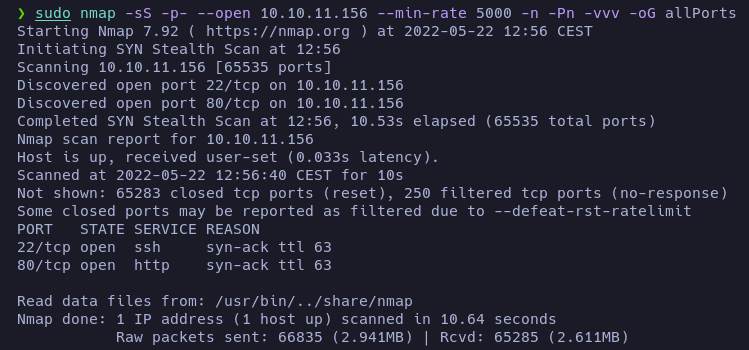 ❯ sudo nmap -sS -p- --open 10.10.11.156 --min-rate 5000 -n -Pn -vvv -oG allPorts
Starting Nmap 7.92 ( https://nmap.org ) at 2022-05-22 12:56 CEST
Initiating SYN Stealth Scan at 12:56
Scanning 10.10.11.156 [65535 ports]
Discovered open port 22/tcp on 10.10.11.156
Discovered open port 80/tcp on 10.10.11.156
Completed SYN Stealth Scan at 12:56, 10.53s elapsed (65535 total ports)
Nmap scan report for 10.10.11.156
Host is up, received user-set (0.033s latency).
Scanned at 2022-05-22 12:56:40 CEST for 10s
Not shown: 65283 closed tcp ports (reset), 250 filtered tcp ports (no-response)
Some closed ports may be reported as filtered due to --defeat-rst-ratelimit
PORT   STATE SERVICE REASON
22/tcp open  ssh     syn-ack ttl 63
80/tcp open  http    syn-ack ttl 63

Read data files from: /usr/bin/../share/nmap
Nmap done: 1 IP address (1 host up) scanned in 10.64 seconds
           Raw packets sent: 66835 (2.941MB) | Rcvd: 65285 (2.611MB)